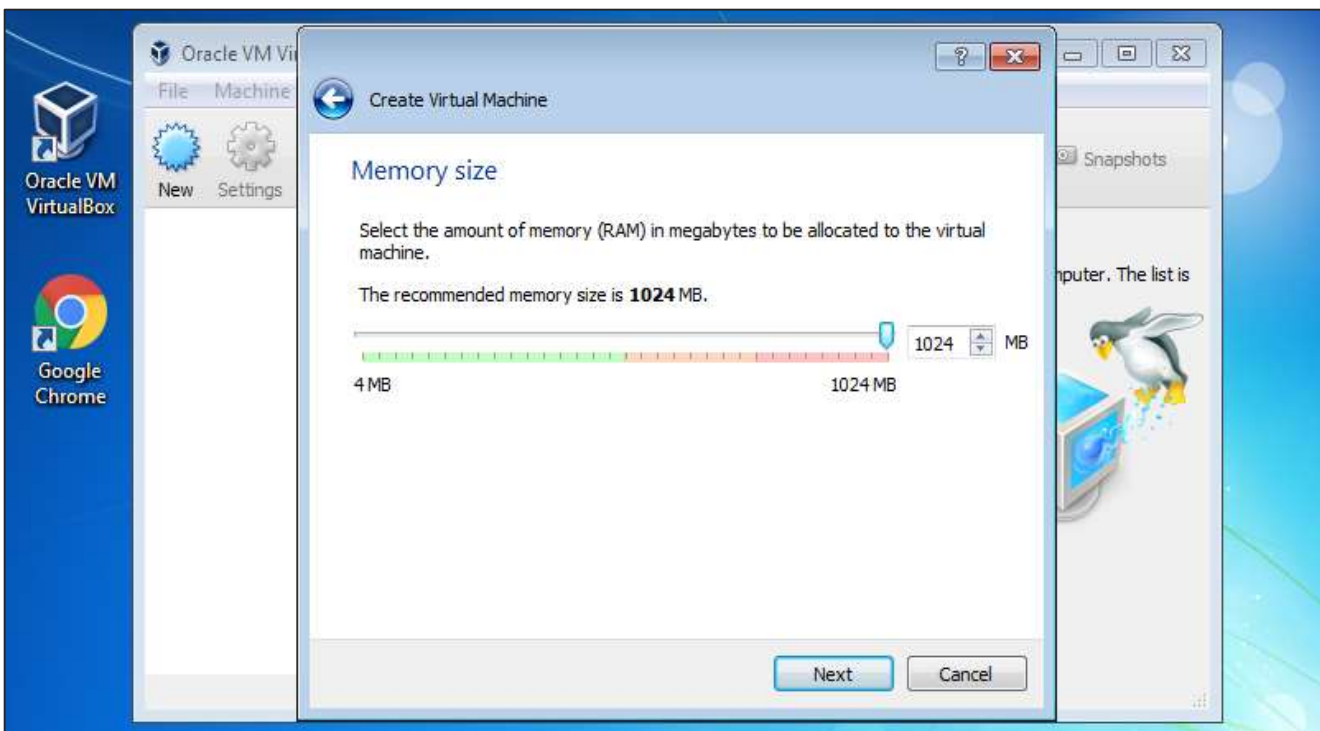 Oracle VM
VirtualBox
Google
Chrome
Oracle VM
File Machine
New Settings
Create Virtual Machine
Memory size
Select the amount of memory (RAM) in megabytes to be allocated to the virtual
machine.
The recommended memory size is 1024 MB.
1024 MB
4 MB 1024 MB
Next Cancel
Snapshots
The list is